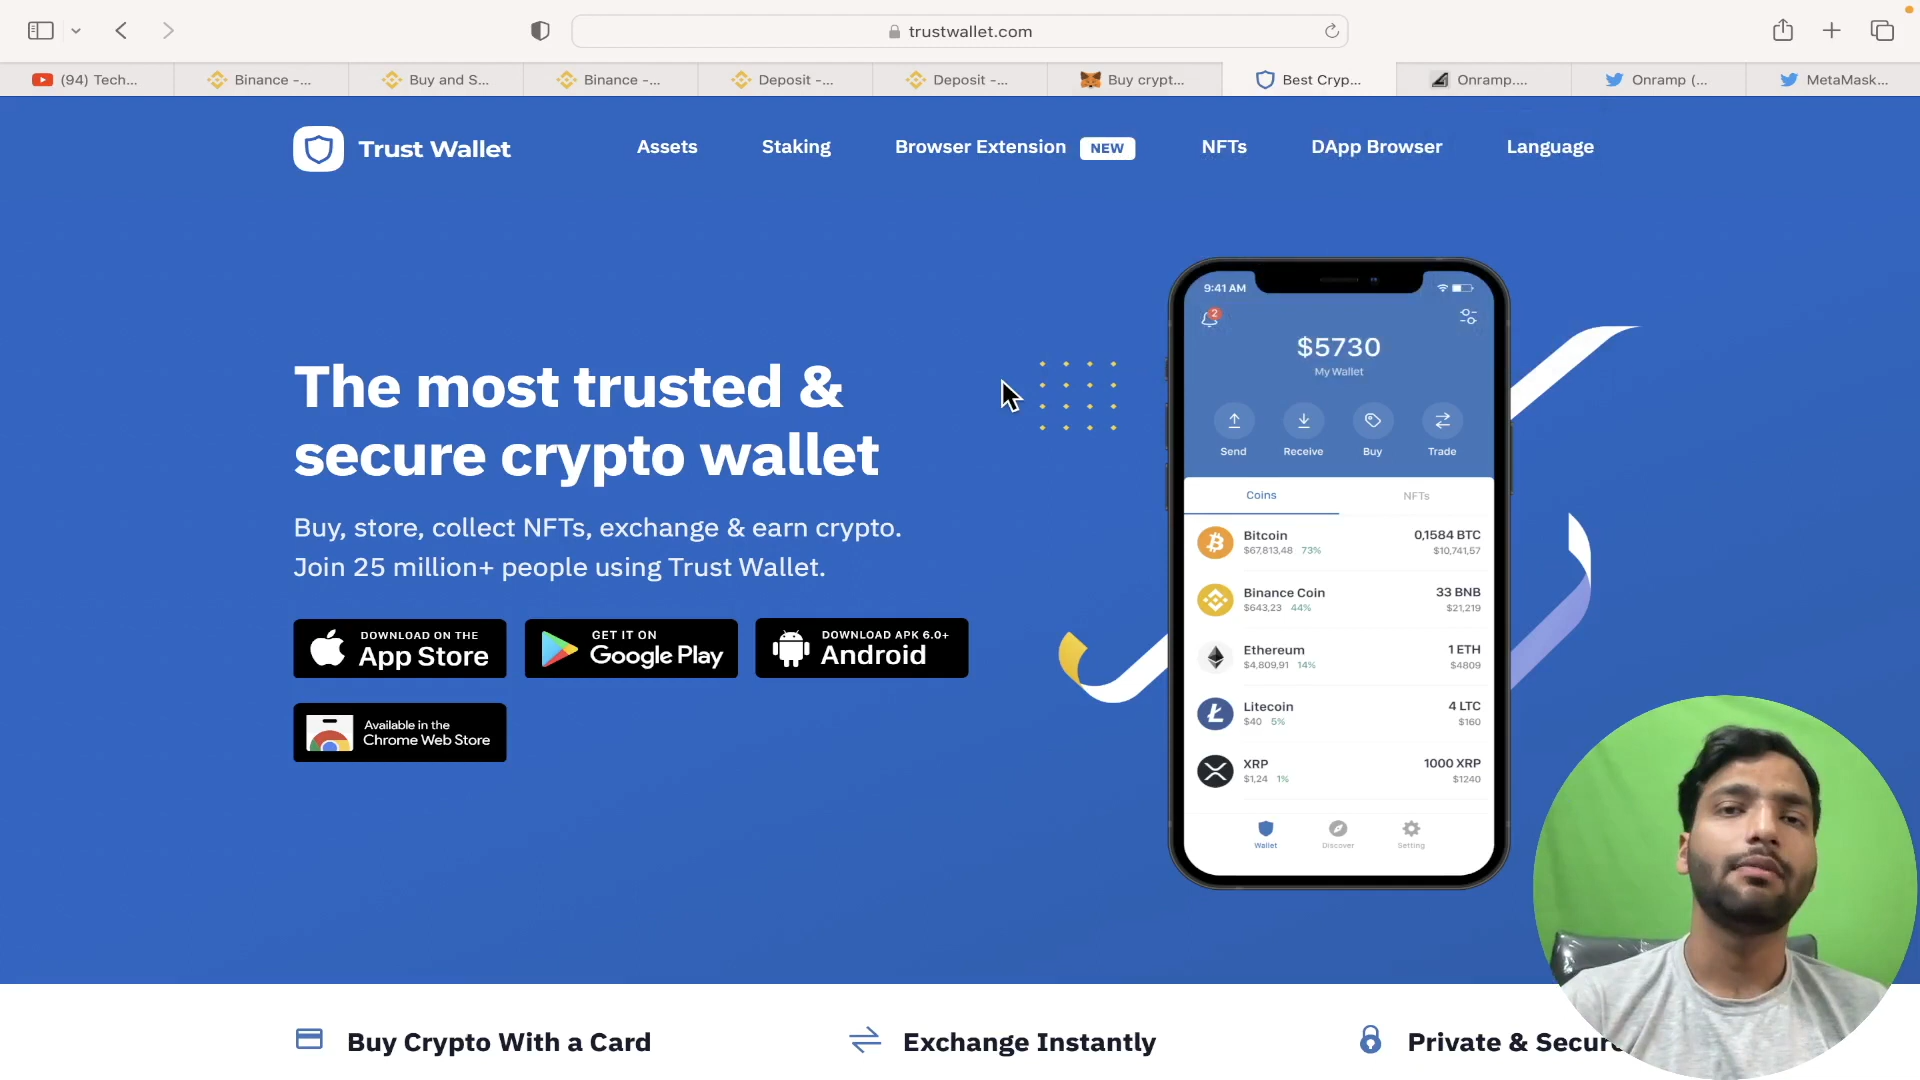 trustwallet.com
(94) Tech...
Binance -...
Buy and S...
Binance -...
Deposit -...
Deposit -...
Buy crypt...
Best Cryp...
Onramp....
Onramp (...
MetaMask...
Trust Wallet
Assets
Staking
Browser Extension NEW
NFTs
DApp Browser
Language
The most trusted &
secure crypto wallet
Buy, store, collect NFTs, exchange & earn crypto.
Join 25 million+ people using Trust Wallet.
DOWNLOAD ON THE
App Store
GET IT ON
Google Play
DOWNLOAD APK 6.0+
Android
Available in the
Chrome Web Store
9:41 AM
2
$5730
My Wallet
Send
Receive
Buy
Trade
Coins
NFTs
Bitcoin 0,1584 BTC
$67,813,48 73% $10,741,57
Binance Coin 33 BNB
$643,23 44% $21,219
Ethereum 1 ETH
$4,809,91 14% $4809
Litecoin 4 LTC
$40 5% $160
XRP 1000 XRP
$1,24 1% $1240
Wallet
Discover
Setting
Buy Crypto With a Card
Exchange Instantly
Private & Secure